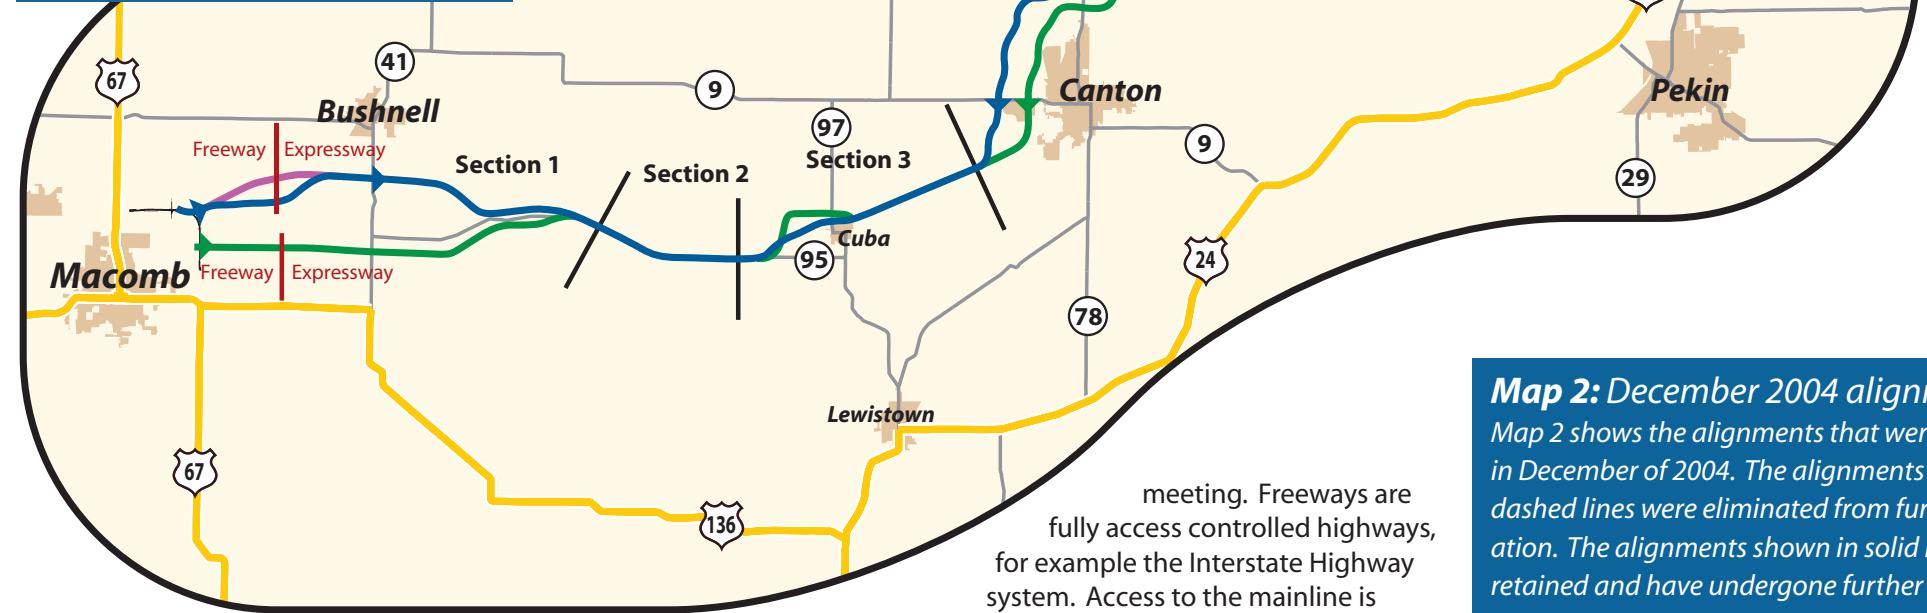 67
41
Bushnell
9
97
Canton
Pekin
Freeway
Expressway
Section 1
Section 2
Section 3
9
29
Cuba
95
24
Macomb
Freeway
Expressway
78
Lewistown
67
136
meeting. Freeways are
fully access controlled highways,
for example the Interstate Highway
system. Access to the mainline is
Map 2: December 2004 align
Map 2 shows the alignments that wer
in December of 2004. The alignments
dashed lines were eliminated from fur
ation. The alignments shown in solid
retained and have undergone further